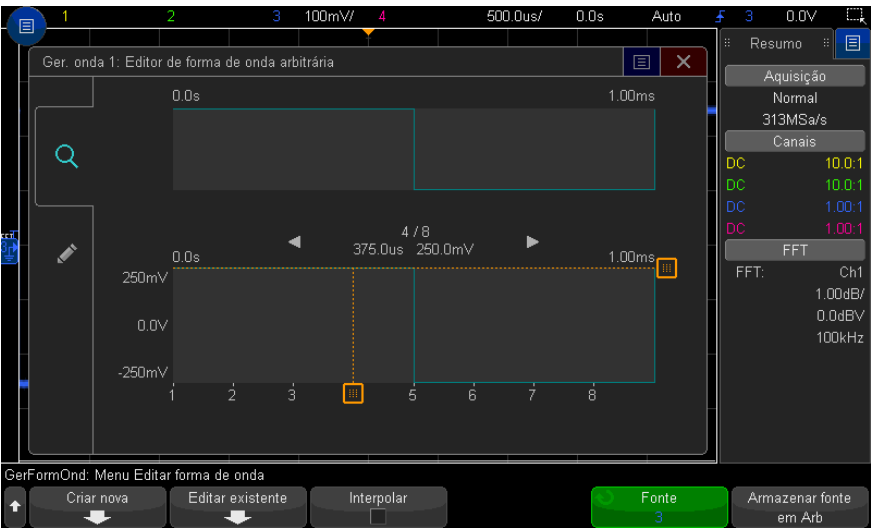 1 2 3 100mV/ 4 500.0us/ 0.0s Auto 3 0.0V
Resumo
Ger. onda 1: Editor de forma de onda arbitrária
Aquisição
Normal
313MSa/s
Canais
DC 10.0:1
DC 10.0:1
DC 1.00:1
DC 1.00:1
FFT
FFT: Ch1
1.00dB/
0.0dBV
100kHz
0.0s 1.00ms
4 / 8
375.0us 250.0mV
0.0s 1.00ms
250mV
0.0V
-250mV
1 2 3 5 6 7 8
3
GerFormOnd: Menu Editar forma de onda
Criar nova
Editar existente
Interpolar
Fonte
3
Armazenar fonte
em Arb